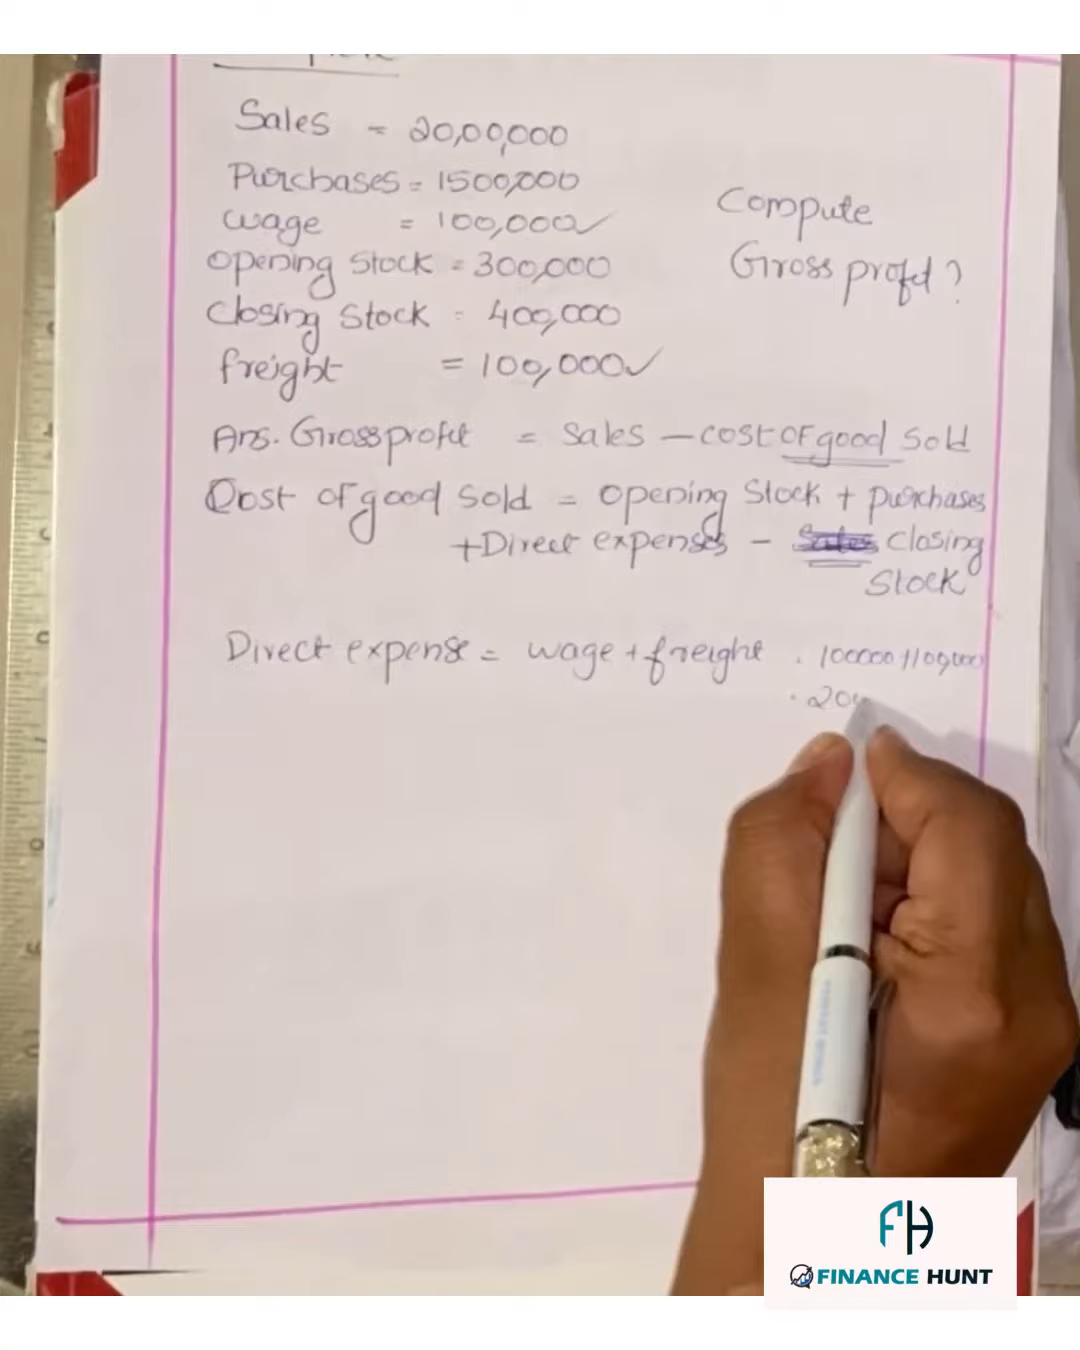 Sales = 20,00,000
Purchases = 1500,000
wage = 100,000 ✓
opening Stock = 300,000
Closing Stock = 400,000
freight = 100,000 ✓
Compute
Gross profit?
Ans. Gross profit = Sales - cost of good Sold
Cost of good Sold = opening Stock + purchases
+ Direct expenses - closing
Stock
Direct expense = wage + freight . 100000+100,000
FH
FINANCE HUNT